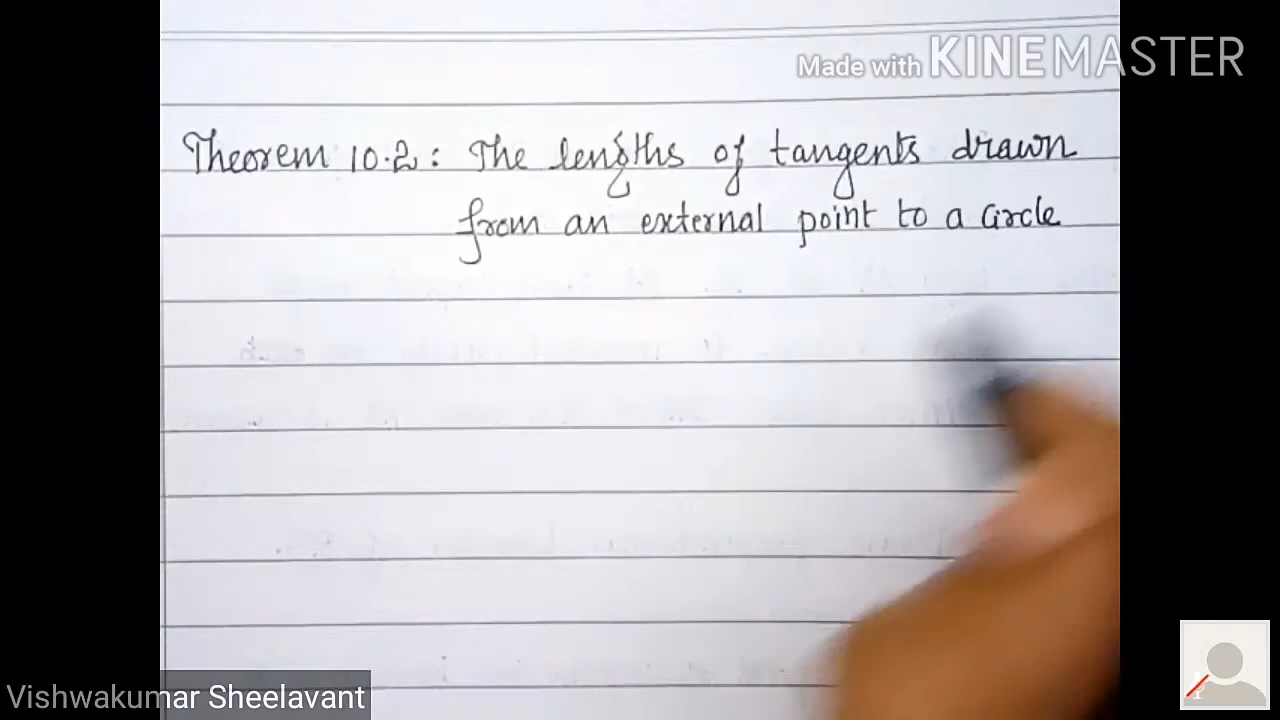 Made with KINEMASTER
Theorem 10.2: The lengths of tangents drawn
from an external point to a circle
Vishwakumar Sheelavant